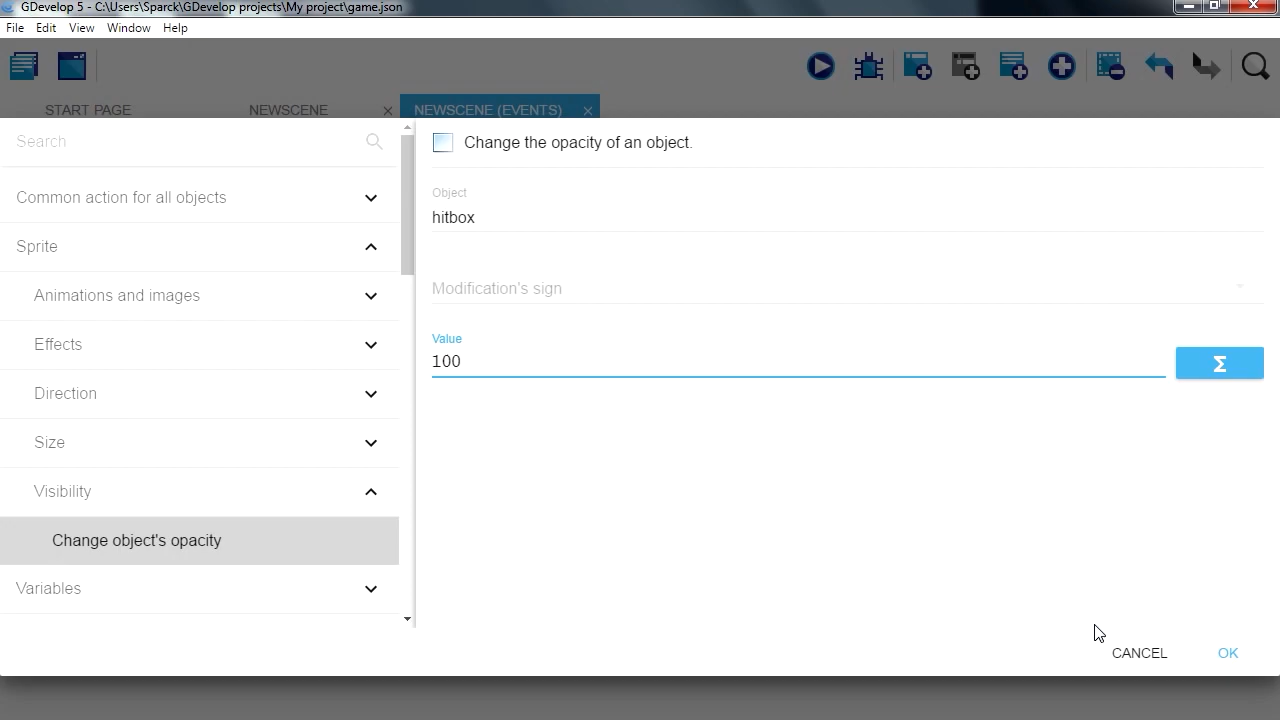 GDevelop 5 - C:\Users\Sparck\GDevelop projects\My project\game.json
File Edit View Window Help
START PAGE NEWSCENE NEWSCENE (EVENTS)
Search
Common action for all objects
Sprite
Animations and images
Effects
Direction
Size
Visibility
Change object's opacity
Variables
Change the opacity of an object.
Object
hitbox
Modification's sign
Value
100
Σ
CANCEL OK